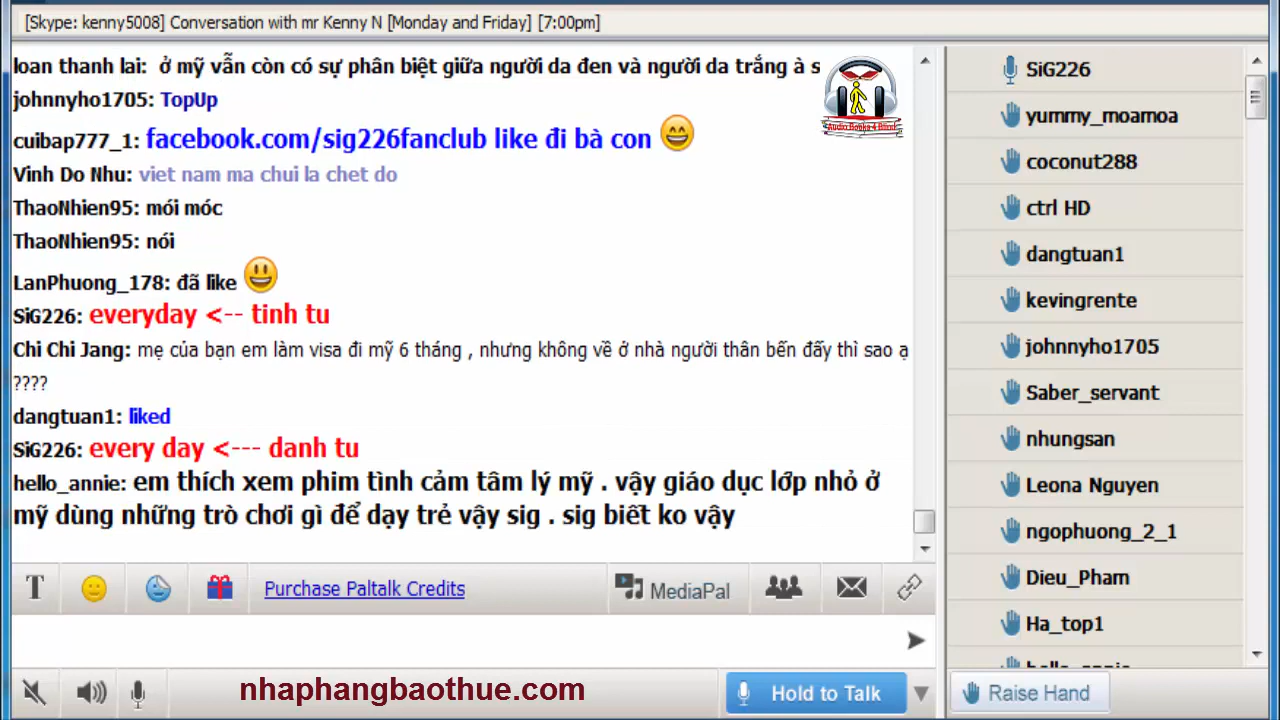 [Skype: kenny5008] Conversation with mr Kenny N [Monday and Friday] [7:00pm]
loan thanh lai: ở mỹ vẫn còn có sự phân biệt giữa người da đen và người da trắng à s
johnnyho1705: TopUp
cuibap777_1: facebook.com/sig226fanclub like đi bà con
Vinh Do Nhu: viet nam ma chui la chet do
ThaoNhien95: mói móc
ThaoNhien95: nói
LanPhuong_178: đã like
SiG226: everyday <-- tinh tu
Chi Chi Jang: mẹ của bạn em làm visa đi mỹ 6 tháng , nhưng không về ở nhà người thân bến đấy thì sao ạ
????
dangtuan1: liked
SiG226: every day <--- danh tu
hello_annie: em thích xem phim tình cảm tâm lý mỹ . vậy giáo dục lớp nhỏ ở
mỹ dùng những trò chơi gì để dạy trẻ vậy sig . sig biết ko vậy
Audio Books 4 Blind
SiG226
yummy_moamoa
coconut288
ctrl HD
dangtuan1
kevingrente
johnnyho1705
Saber_servant
nhungsan
Leona Nguyen
ngophuong_2_1
Dieu_Pham
Ha_top1
hello_annie
T
Purchase Paltalk Credits
MediaPal
nhaphangbaothue.com
Hold to Talk
Raise Hand